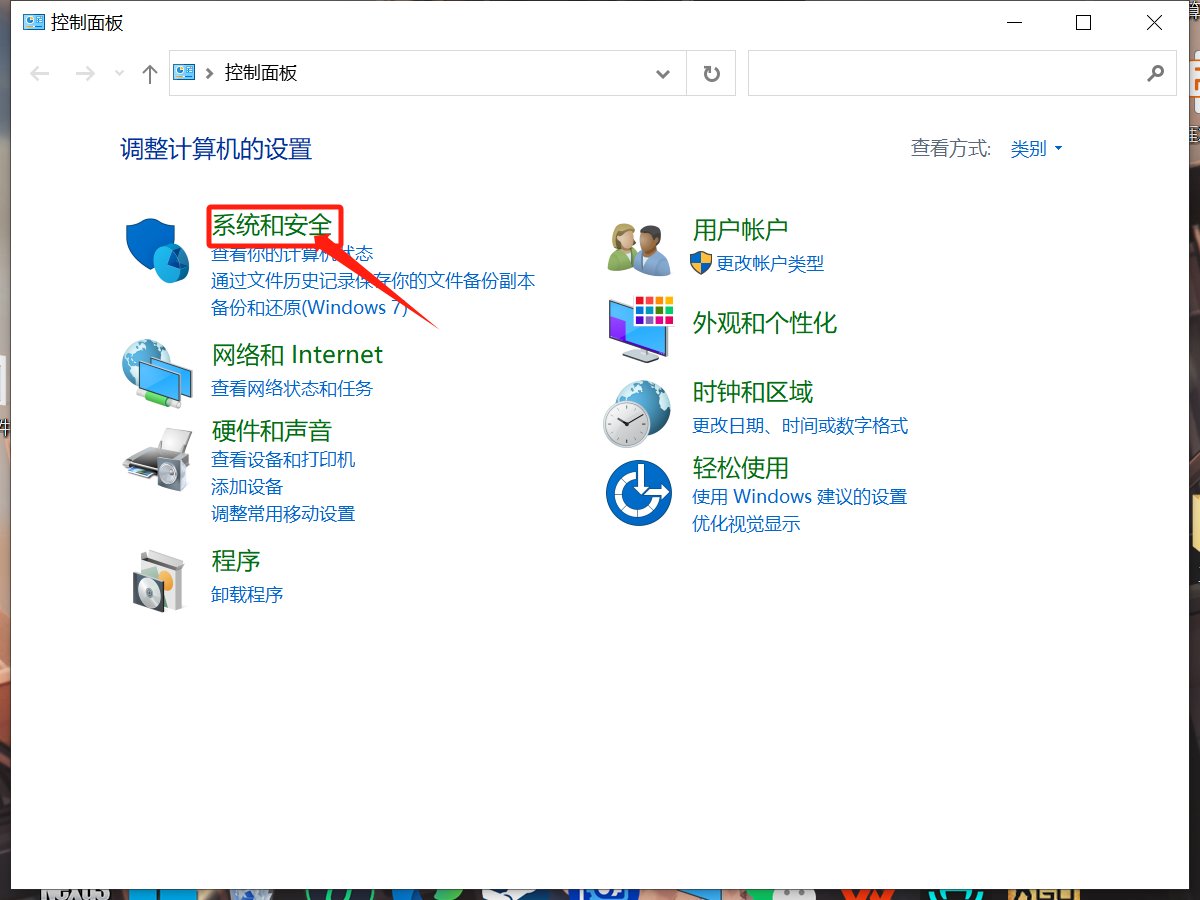 控制面板
控制面板
调整计算机的设置
查看方式: 类别
系统和安全
查看你的计算机状态
通过文件历史记录保存你的文件备份副本
备份和还原(Windows 7)
网络和 Internet
查看网络状态和任务
硬件和声音
查看设备和打印机
添加设备
调整常用移动设置
程序
卸载程序
用户帐户
更改帐户类型
外观和个性化
时钟和区域
更改日期、时间或数字格式
轻松使用
使用 Windows 建议的设置
优化视觉显示
件